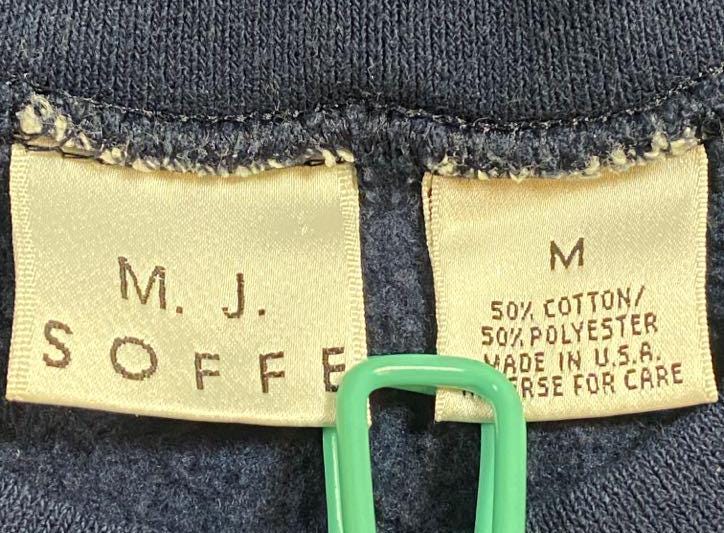 M. J.
SOFFE
M
50% COTTON/
50% POLYESTER
MADE IN U.S.A.
FOR CARE